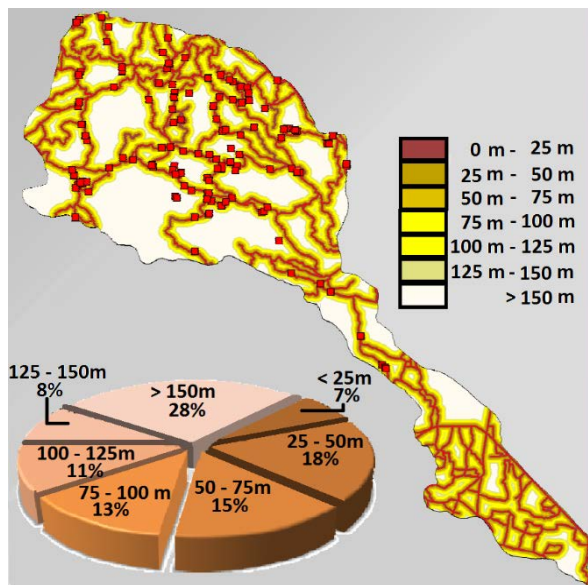 0 m - 25 m
25 m - 50 m
50 m - 75 m
75 m - 100 m
100 m - 125 m
125 m - 150 m
> 150 m
125 - 150m
8%
> 150m
28%
< 25m
7%
100 - 125m
11%
25 - 50m
18%
75 - 100 m
13%
50 - 75m
15%